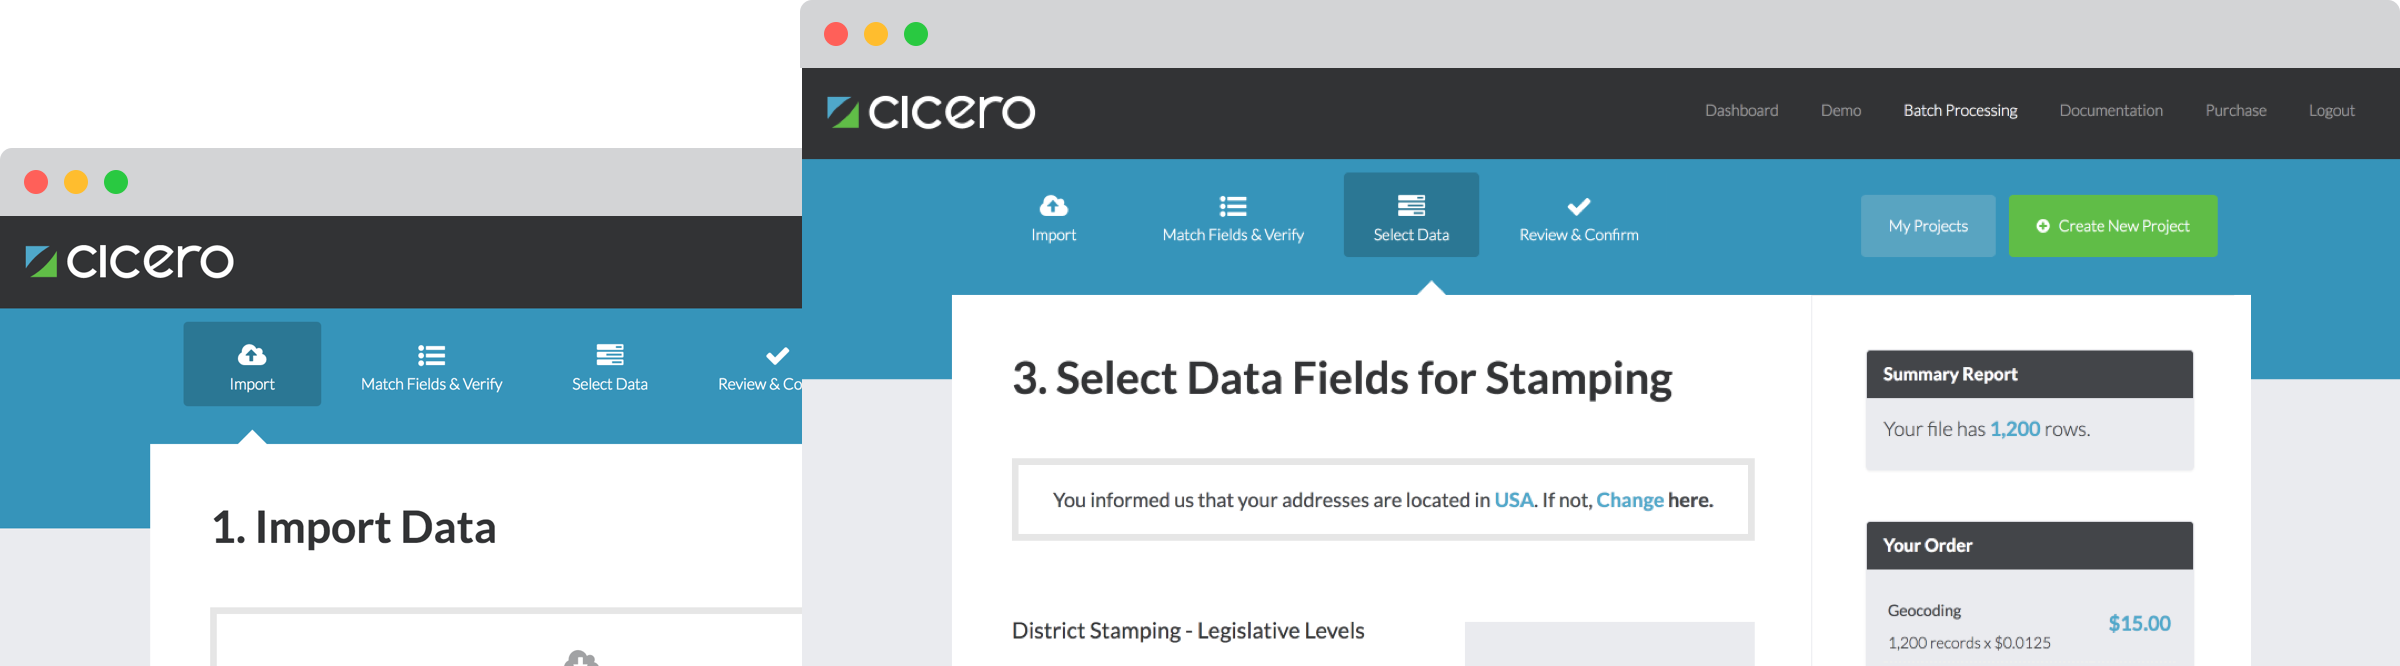 cicero
Import
Match Fields & Verify
Select Data
Review & Co
1. Import Data
cicero
Dashboard
Demo
Batch Processing
Documentation
Purchase
Logout
Import
Match Fields & Verify
Select Data
Review & Confirm
My Projects
Create New Project
3. Select Data Fields for Stamping
You informed us that your addresses are located in USA. If not, Change here.
District Stamping - Legislative Levels
Summary Report
Your file has 1,200 rows.
Your Order
Geocoding
$15.00
1,200 records x $0.0125